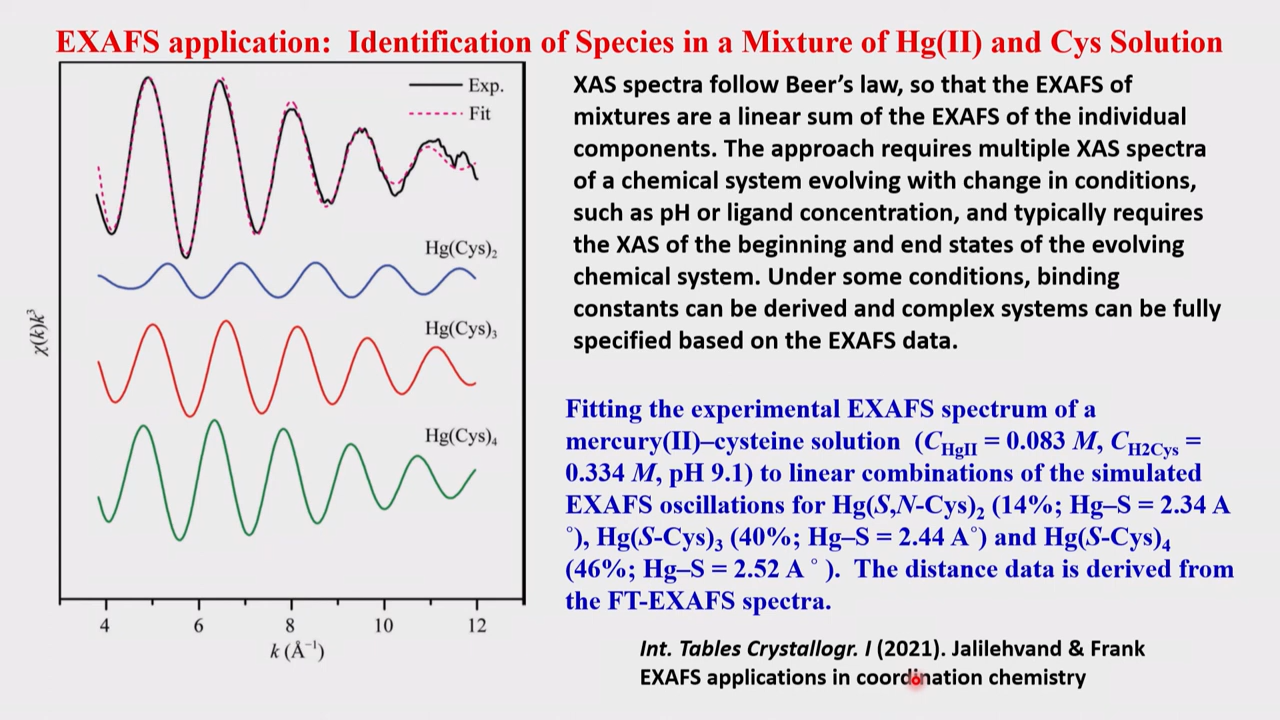 EXAFS application: Identification of Species in a Mixture of Hg(II) and Cys Solution
Exp.
Fit
Hg(Cys)₂
Hg(Cys)₃
Hg(Cys)₄
χ(k)k³
4 6 8 10 12
k (Å⁻¹)
XAS spectra follow Beer’s law, so that the EXAFS of
mixtures are a linear sum of the EXAFS of the individual
components. The approach requires multiple XAS spectra
of a chemical system evolving with change in conditions,
such as pH or ligand concentration, and typically requires
the XAS of the beginning and end states of the evolving
chemical system. Under some conditions, binding
constants can be derived and complex systems can be fully
specified based on the EXAFS data.
Fitting the experimental EXAFS spectrum of a
mercury(II)–cysteine solution (C_HgII = 0.083 M, C_H2Cys =
0.334 M, pH 9.1) to linear combinations of the simulated
EXAFS oscillations for Hg(S,N-Cys)₂ (14%; Hg–S = 2.34 A
°), Hg(S-Cys)₃ (40%; Hg–S = 2.44 A°) and Hg(S-Cys)₄
(46%; Hg–S = 2.52 A ° ). The distance data is derived from
the FT-EXAFS spectra.
Int. Tables Crystallogr. I (2021). Jalilehvand & Frank
EXAFS applications in coordination chemistry